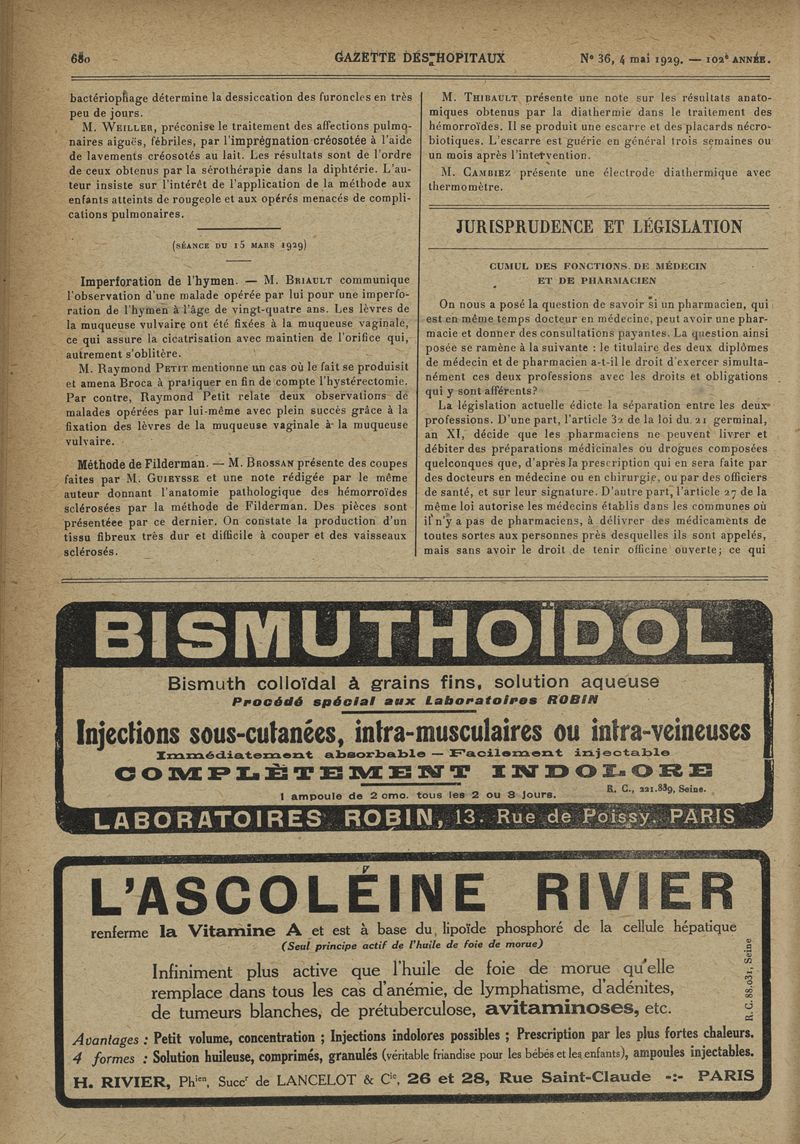 680
GAZETTE DES HOPITAUX
N° 36, 4 mai 1929. — 102e ANNÉE.
bactériophage détermine la dessiccation des furoncles en très
peu de jours.
M. WEILLER, préconise le traitement des affections pulmo-
naires aiguës, fébriles, par l'imprégnation créosotée à l'aide
de lavements créosotés au lait. Les résultats sont de l'ordre
de ceux obtenus par la sérothérapie dans la diphtérie. L'au-
teur insiste sur l'intérêt de l'application de la méthode aux
enfants atteints de rougeole et aux opérés menacés de compli-
cations pulmonaires.
(SÉANCE DU 15 MARS 1929)
Imperforation de l'hymen. — M. BRIAULT communique
l'observation d'une malade opérée par lui pour une imperfo-
ration de l'hymen à l'âge de vingt-quatre ans. Les lèvres de
la muqueuse vulvaire ont été fixées à la muqueuse vaginale,
ce qui assure la cicatrisation avec maintien de l'orifice qui,
autrement s'oblitère.
M. Raymond PETIT mentionne un cas où le fait se produisit
et amena Broca à pratiquer en fin de compte l'hystérectomie.
Par contre, Raymond Petit relate deux observations de
malades opérées par lui-même avec plein succès grâce à la
fixation des lèvres de la muqueuse vaginale à la muqueuse
vulvaire.
Méthode de Filderman. — M. BROSSAN présente des coupes
faites par M. GUIEYSSE et une note rédigée par le même
auteur donnant l'anatomie pathologique des hémorroïdes
sclérosées par la méthode de Filderman. Des pièces sont
présentées par ce dernier. On constate la production d'un
tissu fibreux très dur et difficile à couper et des vaisseaux
sclérosés.
M. THIBAULT présente une note sur les résultats anato-
miques obtenus par la diathermie dans le traitement des
hémorroïdes. Il se produit une escarre et des placards nécro-
biotiques. L'escarre est guérie en général trois semaines ou
un mois après l'intervention.
M. CAMBIEZ présente une électrode diathermique avec
thermomètre.
JURISPRUDENCE ET LÉGISLATION
CUMUL DES FONCTIONS DE MÉDECIN
ET DE PHARMACIEN
On nous a posé la question de savoir si un pharmacien, qui
est en même temps docteur en médecine, peut avoir une phar-
macie et donner des consultations payantes. La question ainsi
posée se ramène à la suivante : le titulaire des deux diplômes
de médecin et de pharmacien a-t-il le droit d'exercer simulta-
nément ces deux professions avec les droits et obligations
qui y sont afférents?
La législation actuelle édicte la séparation entre les deux
professions. D'une part, l'article 32 de la loi du 21 germinal,
an XI, décide que les pharmaciens ne peuvent livrer et
débiter des préparations médicinales ou drogues composées
quelconques que, d'après la prescription qui en sera faite par
des docteurs en médecine ou en chirurgie, ou par des officiers
de santé, et sur leur signature. D'autre part, l'article 27 de la
même loi autorise les médecins établis dans les communes où
il n'y a pas de pharmaciens, à délivrer des médicaments de
toutes sortes aux personnes près desquelles ils sont appelés,
mais sans avoir le droit de tenir officine ouverte; ce qui
BISMUTHOÏDOL
Bismuth colloïdal à grains fins, solution aqueuse
Procédé spécial aux Laboratoires ROBIN
Injections sous-cutanées, intra-musculaires ou intra-veineuses
Immédiatement absorbable — Facilement injectable
COMPLÈTEMENT INDOLORE
1 ampoule de 2 cmc. tous les 2 ou 3 jours.
R. C., 221.839, Seine.
LABORATOIRES ROBIN, 13, Rue de Poissy, PARIS
L'ASCOLÉINE RIVIER
renferme la Vitamine A et est à base du lipoïde phosphoré de la cellule hépatique
(Seul principe actif de l'huile de foie de morue)
Infiniment plus active que l'huile de foie de morue qu'elle
remplace dans tous les cas d'anémie, de lymphatisme, d'adénites,
de tumeurs blanches, de prétuberculose, avitaminoses, etc.
R. C. 88.031, Seine
Avantages : Petit volume, concentration ; Injections indolores possibles ; Prescription par les plus fortes chaleurs.
4 formes : Solution huileuse, comprimés, granulés (véritable friandise pour les bébés et les enfants), ampoules injectables.
H. RIVIER, Phien, Succr de LANCELOT & Cie, 26 et 28, Rue Saint-Claude -:- PARIS